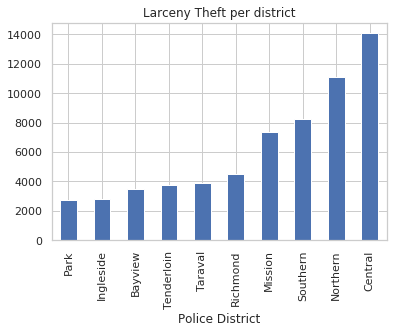 Larceny Theft per district
14000
12000
10000
8000
6000
4000
2000
0
Park
Ingleside
Bayview
Tenderloin
Taraval
Richmond
Mission
Southern
Northern
Central
Police District